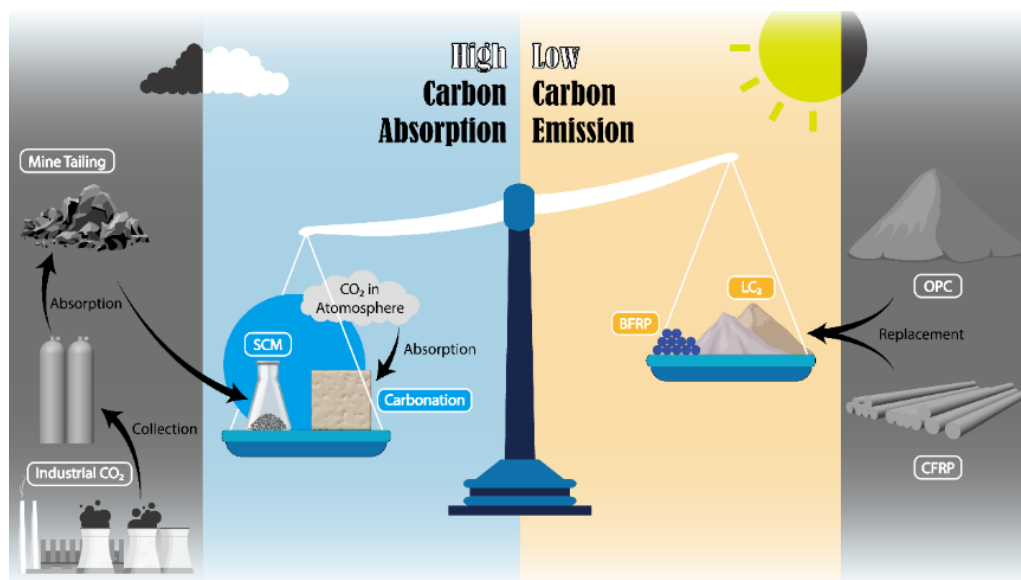 High
Carbon
Absorption
Low
Carbon
Emission
Mine Tailing
Absorption
Collection
Industrial CO₂
CO₂ in
Atomosphere
SCM
Absorption
Carbonation
LC₂
BFRP
OPC
Replacement
CFRP